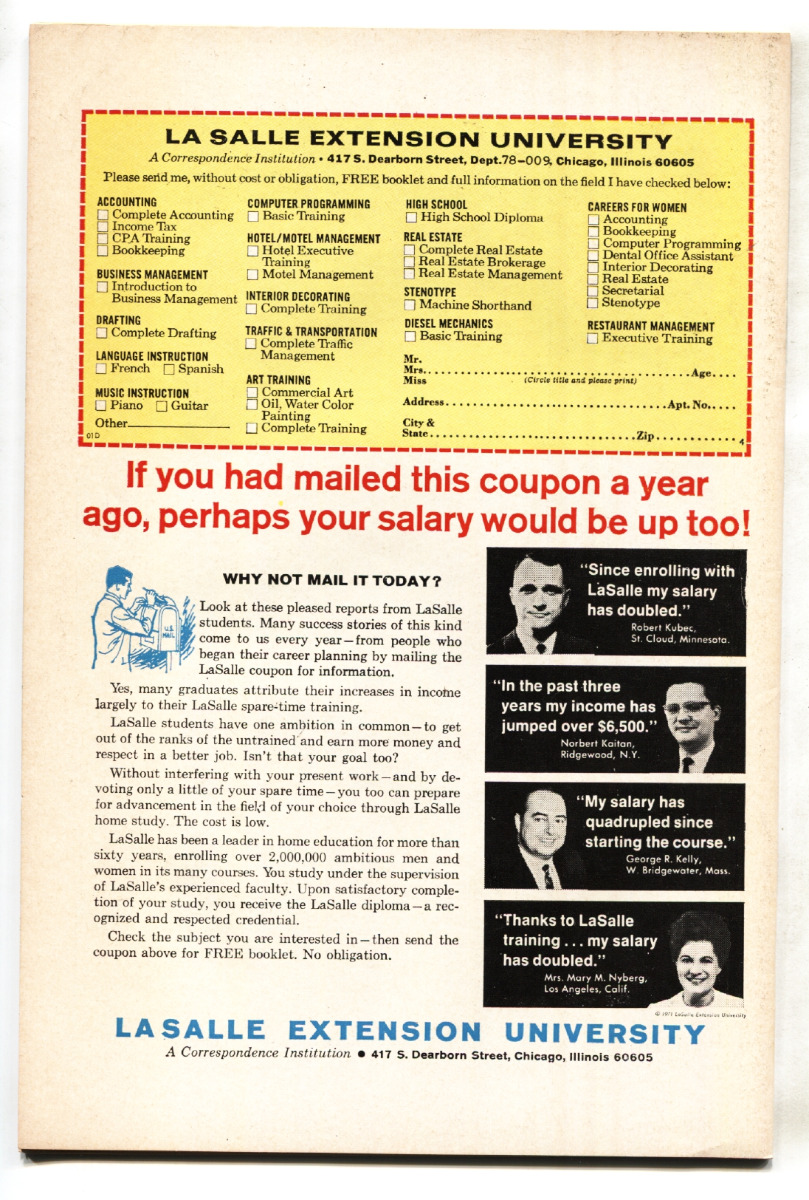 LA SALLE EXTENSION UNIVERSITY
A Correspondence Institution • 417 S. Dearborn Street, Dept.78-009, Chicago, Illinois 60605
Please send me, without cost or obligation, FREE booklet and full information on the field I have checked below:
ACCOUNTING
Complete Accounting
Income Tax
CPA Training
Bookkeeping
BUSINESS MANAGEMENT
Introduction to
Business Management
DRAFTING
Complete Drafting
LANGUAGE INSTRUCTION
French Spanish
MUSIC INSTRUCTION
Piano Guitar
Other
01D
COMPUTER PROGRAMMING
Basic Training
HOTEL/MOTEL MANAGEMENT
Hotel Executive
Training
Motel Management
INTERIOR DECORATING
Complete Training
TRAFFIC & TRANSPORTATION
Complete Traffic
Management
ART TRAINING
Commercial Art
Oil, Water Color
Painting
Complete Training
HIGH SCHOOL
High School Diploma
REAL ESTATE
Complete Real Estate
Real Estate Brokerage
Real Estate Management
STENOTYPE
Machine Shorthand
DIESEL MECHANICS
Basic Training
CAREERS FOR WOMEN
Accounting
Bookkeeping
Computer Programming
Dental Office Assistant
Interior Decorating
Real Estate
Secretarial
Stenotype
RESTAURANT MANAGEMENT
Executive Training
Mr.
Mrs. Age
Miss (Circle title and please print)
Address Apt. No.
City &
State Zip 4
If you had mailed this coupon a year
ago, perhaps your salary would be up too!
U.S.
MAIL
WHY NOT MAIL IT TODAY?
Look at these pleased reports from LaSalle
students. Many success stories of this kind
come to us every year—from people who
began their career planning by mailing the
LaSalle coupon for information.
Yes, many graduates attribute their increases in income
largely to their LaSalle spare-time training.
LaSalle students have one ambition in common—to get
out of the ranks of the untrained and earn more money and
respect in a better job. Isn't that your goal too?
Without interfering with your present work—and by de-
voting only a little of your spare time—you too can prepare
for advancement in the field of your choice through LaSalle
home study. The cost is low.
LaSalle has been a leader in home education for more than
sixty years, enrolling over 2,000,000 ambitious men and
women in its many courses. You study under the supervision
of LaSalle's experienced faculty. Upon satisfactory comple-
tion of your study, you receive the LaSalle diploma—a rec-
ognized and respected credential.
Check the subject you are interested in—then send the
coupon above for FREE booklet. No obligation.
"Since enrolling with
LaSalle my salary
has doubled."
Robert Kubec,
St. Cloud, Minnesota.
"In the past three
years my income has
jumped over $6,500."
Norbert Kaitan,
Ridgewood, N.Y.
"My salary has
quadrupled since
starting the course."
George R. Kelly,
W. Bridgewater, Mass.
"Thanks to LaSalle
training . . . my salary
has doubled."
Mrs. Mary M. Nyberg,
Los Angeles, Calif.
© 1971 LaSalle Extension University
LASALLE EXTENSION UNIVERSITY
A Correspondence Institution • 417 S. Dearborn Street, Chicago, Illinois 60605